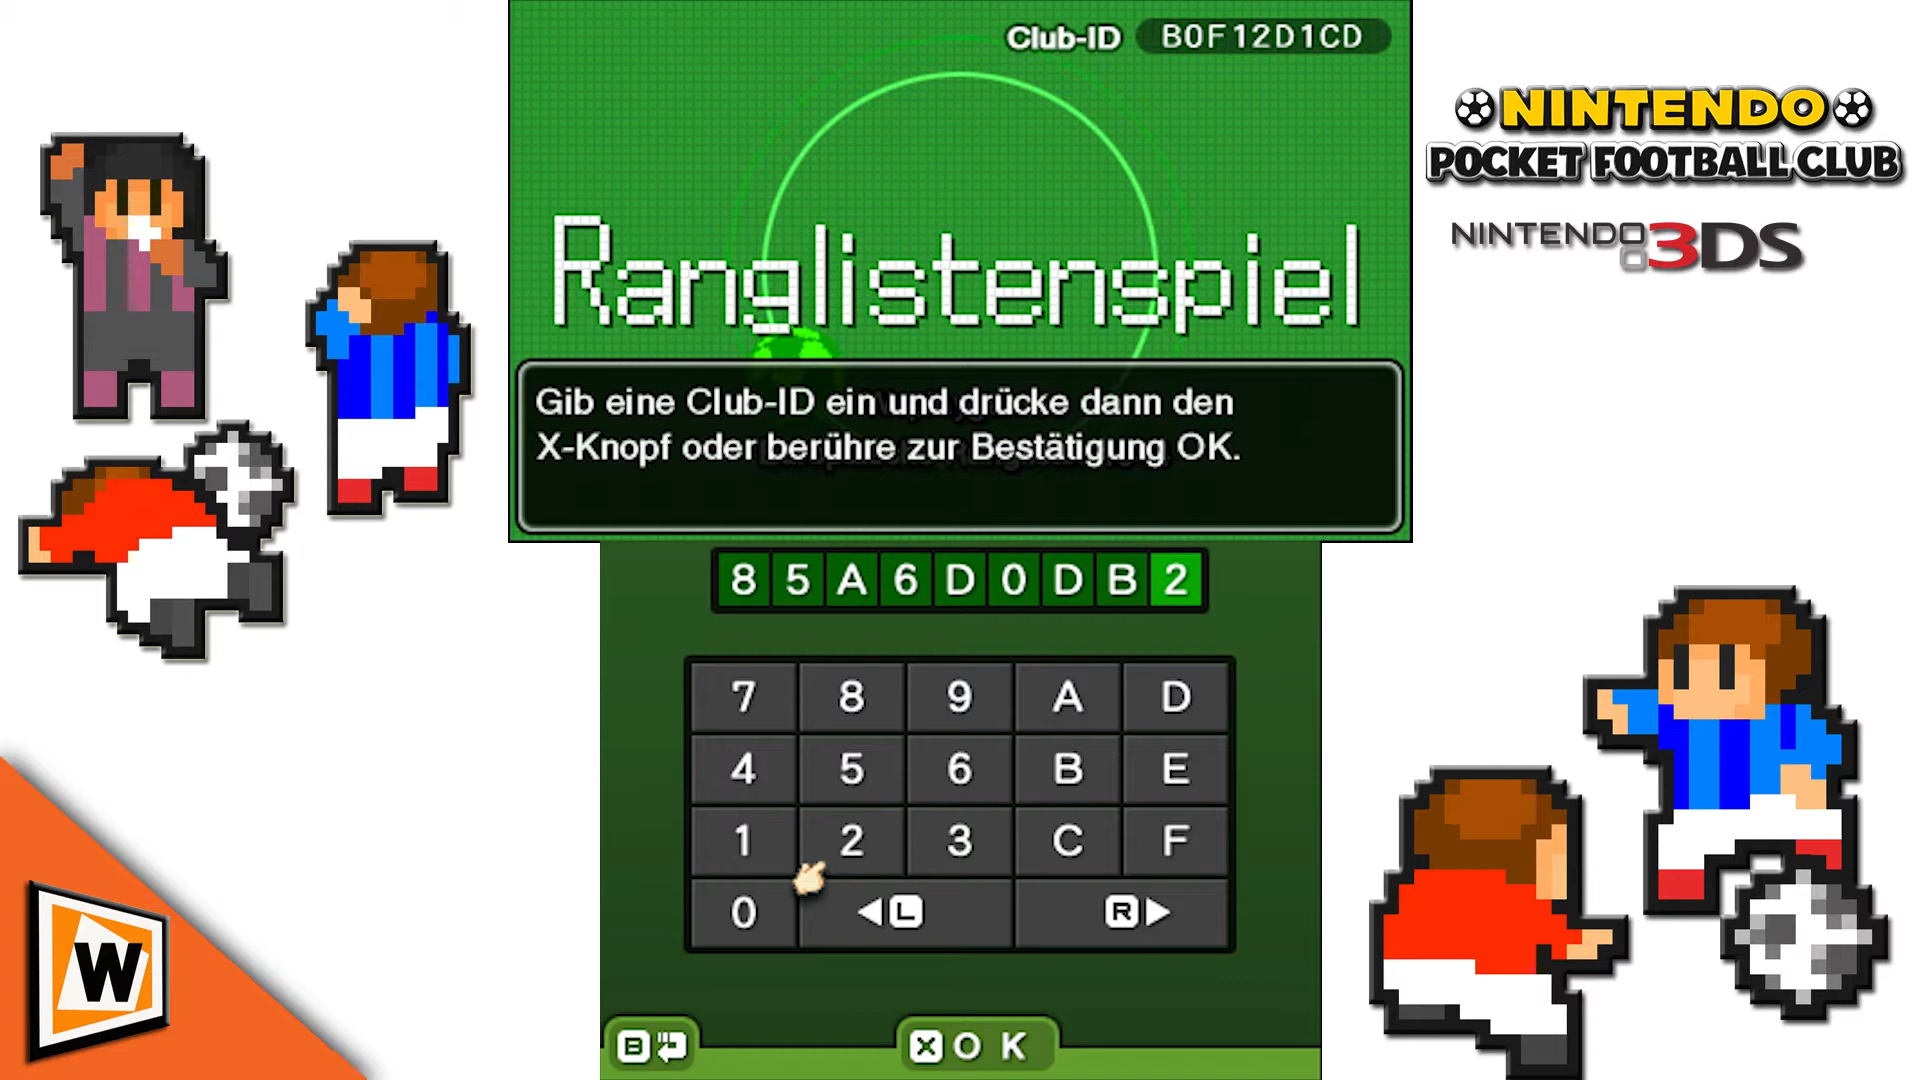 Club-ID B0F12D1CD
NINTENDO
POCKET FOOTBALL CLUB
NINTENDO 3DS
Ranglistenspiel
Gib eine Club-ID ein und drücke dann den
X-Knopf oder berühre zur Bestätigung OK.
8 5 A 6 D 0 D B 2
7 8 9 A D
4 5 6 B E
1 2 3 C F
0 L R
W
B X OK